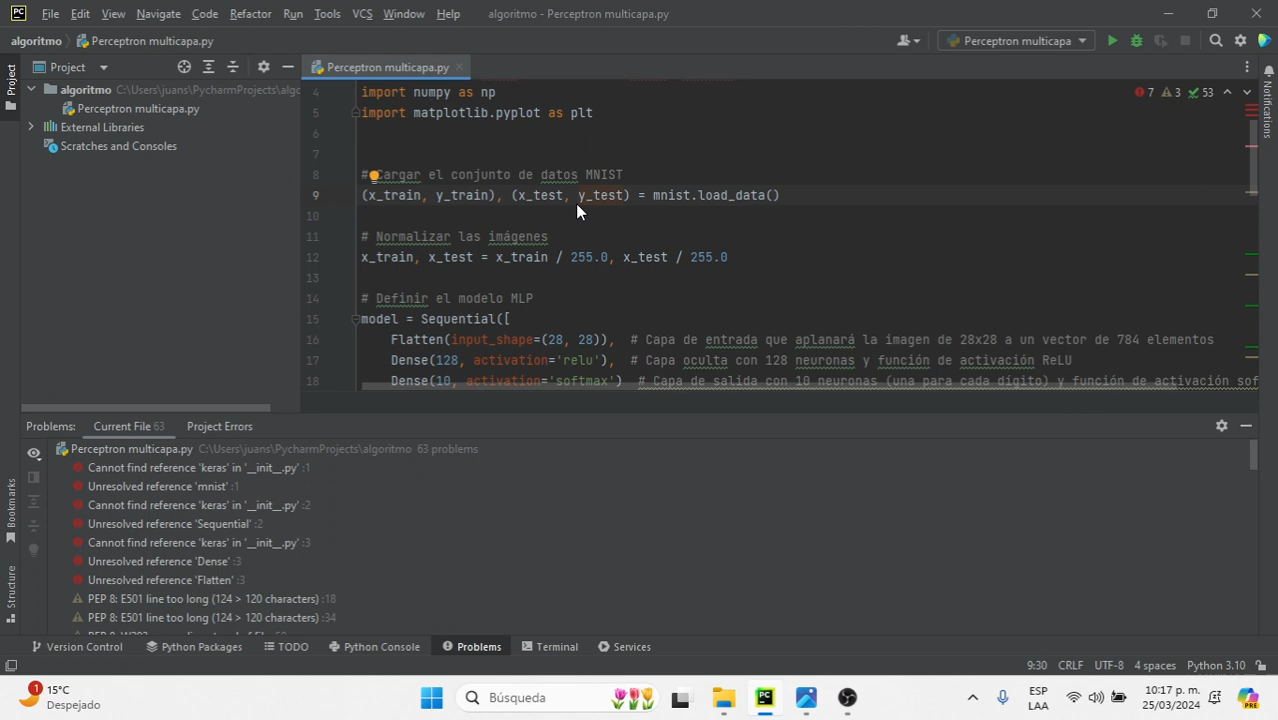 PC File Edit View Navigate Code Refactor Run Tools VCS Window Help algoritmo - Perceptron multicapa.py
algoritmo Perceptron multicapa.py Perceptron multicapa
Project
Project
Perceptron multicapa.py
Notifications
algoritmo C:\Users\juans\PycharmProjects\algo
Perceptron multicapa.py
External Libraries
Scratches and Consoles
7 3 53
4 import numpy as np
5 import matplotlib.pyplot as plt
6
7
8 # Cargar el conjunto de datos MNIST
9 (x_train, y_train), (x_test, y_test) = mnist.load_data()
10
11 # Normalizar las imágenes
12 x_train, x_test = x_train / 255.0, x_test / 255.0
13
14 # Definir el modelo MLP
15 model = Sequential([
16 Flatten(input_shape=(28, 28)), # Capa de entrada que aplanará la imagen de 28x28 a un vector de 784 elementos
17 Dense(128, activation='relu'), # Capa oculta con 128 neuronas y función de activación ReLU
18 Dense(10, activation='softmax') # Capa de salida con 10 neuronas (una para cada dígito) y función de activación sof
Problems: Current File 63 Project Errors
Perceptron multicapa.py C:\Users\juans\PycharmProjects\algoritmo 63 problems
Cannot find reference 'keras' in '__init__.py' :1
Unresolved reference 'mnist' :1
Cannot find reference 'keras' in '__init__.py' :2
Unresolved reference 'Sequential' :2
Cannot find reference 'keras' in '__init__.py' :3
Unresolved reference 'Dense' :3
Unresolved reference 'Flatten' :3
PEP 8: E501 line too long (124 > 120 characters) :18
PEP 8: E501 line too long (124 > 120 characters) :34
Bookmarks
Structure
Version Control Python Packages TODO Python Console Problems Terminal Services
9:30 CRLF UTF-8 4 spaces Python 3.10
1 15°C
Despejado
Búsqueda
PC
ESP
LAA
10:17 p. m.
25/03/2024
PRE